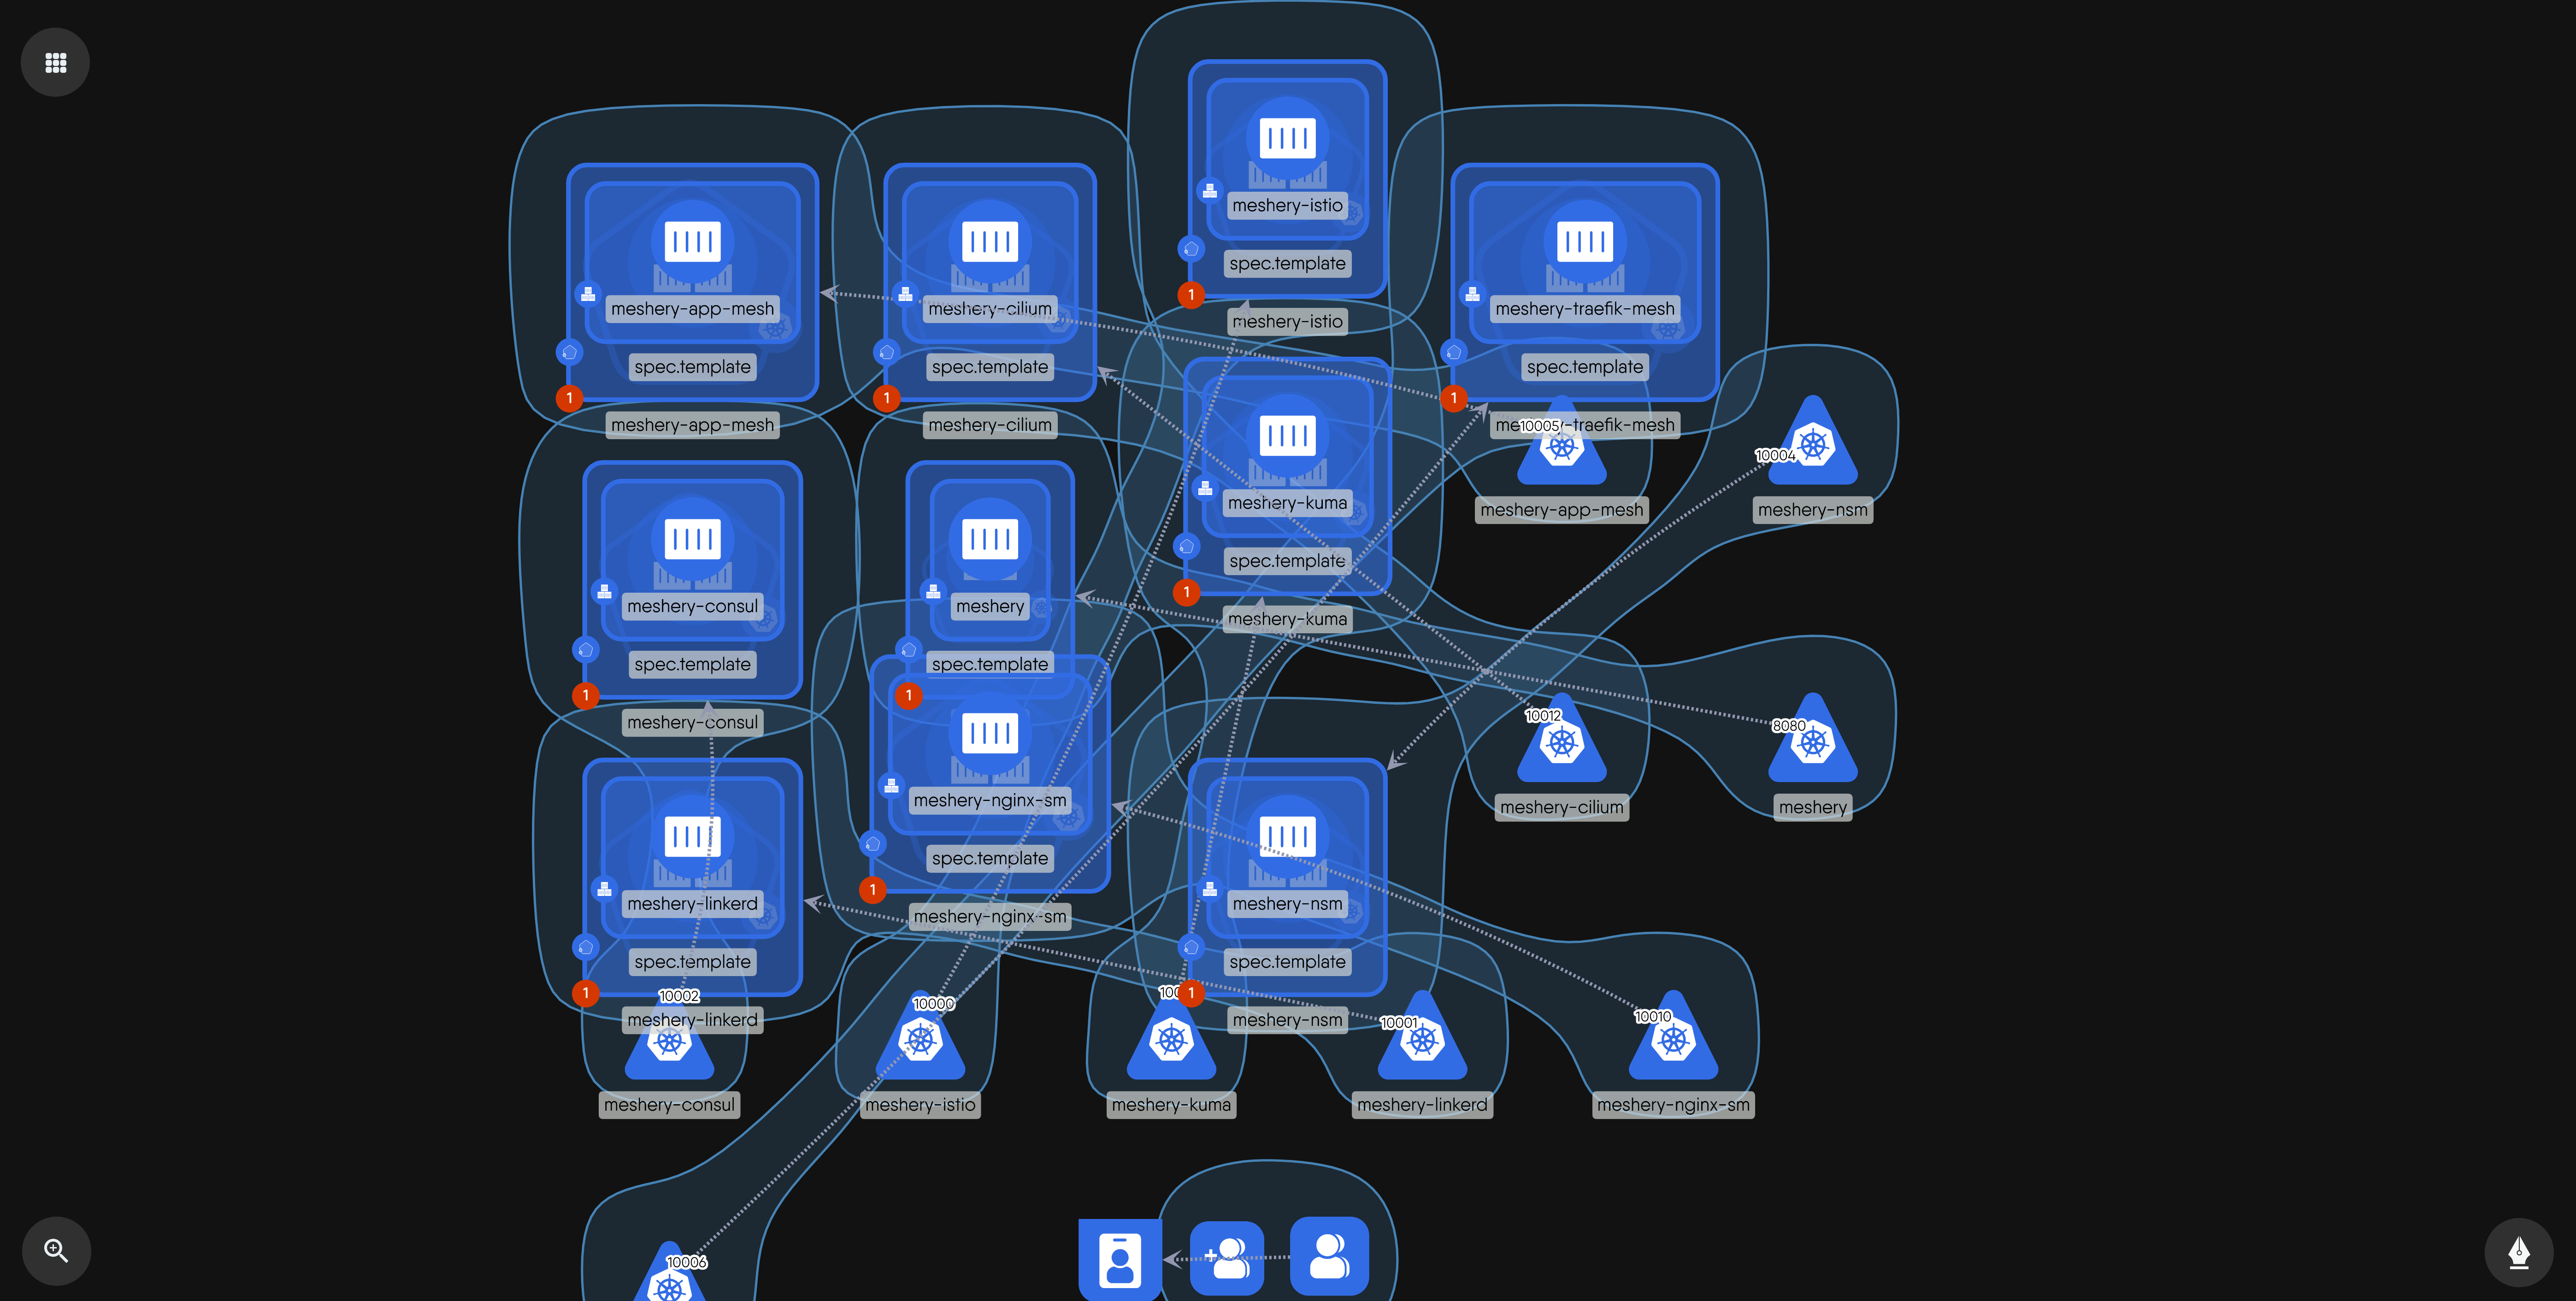 meshery-istio
spec.template
1
meshery-istio
meshery-app-mesh
spec.template
1
meshery-app-mesh
meshery-cilium
spec.template
1
meshery-cilium
meshery-traefik-mesh
spec.template
1
10005
meshery-app-mesh
10004
meshery-nsm
meshery-kuma
spec.template
1
meshery-kuma
meshery-consul
spec.template
1
meshery-consul
meshery
spec.template
1
meshery-nginx-sm
spec.template
1
meshery-nginx-sm
10012
meshery-cilium
8080
meshery
meshery-linkerd
spec.template
1
meshery-linkerd
meshery-nsm
spec.template
1
meshery-nsm
10002
meshery-consul
10000
meshery-istio
meshery-kuma
10001
meshery-linkerd
10010
meshery-nginx-sm
10006